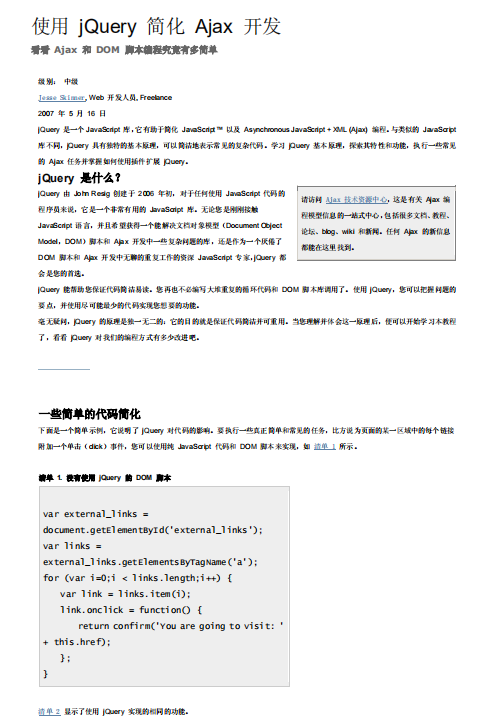 使用 jQuery 简化 Ajax 开发
看看 Ajax 和 DOM 脚本编程究竟有多简单
级别： 中级
Jesse Skinner, Web 开发人员, Freelance
2007 年 5 月 16 日
jQuery 是一个 JavaScript 库，它有助于简化 JavaScript™ 以及 Asynchronous JavaScript + XML (Ajax) 编程。与类似的 JavaScript
库不同，jQuery 具有独特的基本原理，可以简洁地表示常见的复杂代码。学习 jQuery 基本原理，探索其特性和功能，执行一些常见
的 Ajax 任务并掌握如何使用插件扩展 jQuery。
jQuery 是什么？
jQuery 由 John Resig 创建于 2006 年初，对于任何使用 JavaScript 代码的
程序员来说，它是一个非常有用的 JavaScript 库。无论您是刚刚接触
JavaScript 语言，并且希望获得一个能解决文档对象模型（Document Object
Model，DOM）脚本和 Ajax 开发中一些复杂问题的库，还是作为一个厌倦了
DOM 脚本和 Ajax 开发中无聊的重复工作的资深 JavaScript 专家，jQuery 都
会是您的首选。
请访问 Ajax 技术资源中心，这是有关 Ajax 编
程模型信息的一站式中心，包括很多文档、教程、
论坛、blog、wiki 和新闻。任何 Ajax 的新信息
都能在这里找到。
jQuery 能帮助您保证代码简洁易读。您再也不必编写大堆重复的循环代码和 DOM 脚本库调用了。使用 jQuery，您可以把握问题的
要点，并使用尽可能最少的代码实现您想要的功能。
毫无疑问，jQuery 的原理是独一无二的：它的目的就是保证代码简洁并可重用。当您理解并体会这一原理后，便可以开始学习本教程
了，看看 jQuery 对我们的编程方式有多少改进吧。
一些简单的代码简化
下面是一个简单示例，它说明了 jQuery 对代码的影响。要执行一些真正简单和常见的任务，比方说为页面的某一区域中的每个链接
附加一个单击（click）事件，您可以使用纯 JavaScript 代码和 DOM 脚本来实现，如 清单 1 所示。
清单 1. 没有使用 jQuery 的 DOM 脚本
var external_links =
document.getElementById('external_links');
var links =
external_links.getElementsByTagName('a');
for (var i=0;i < links.length;i++) {
var link = links.item(i);
link.onclick = function() {
return confirm('You are going to visit: '
+ this.href);
};
}
清单 2 显示了使用 jQuery 实现的相同的功能。